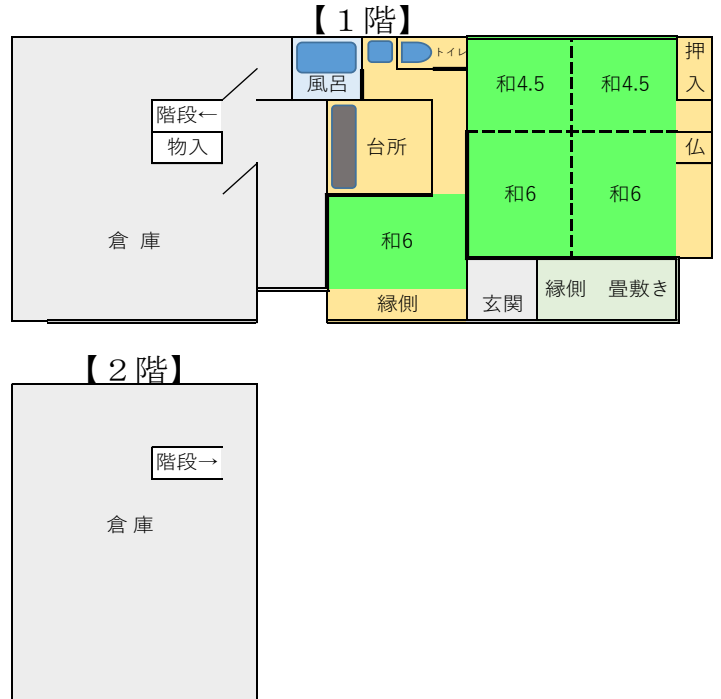 【１階】
トイレ
押入
風呂
和4.5
和4.5
階段←
物入
台所
仏
和6
和6
倉 庫
和6
縁側
玄関
縁側　畳敷き
【２階】
階段→
倉 庫